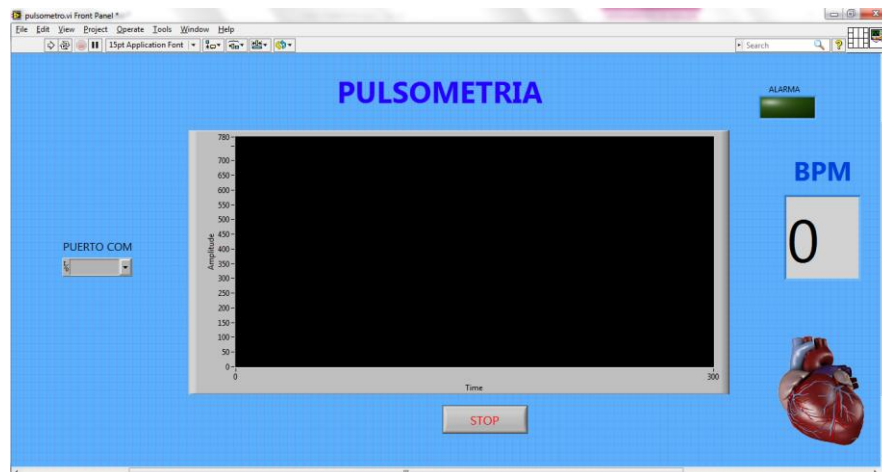 pulsometro.vi Front Panel *
File Edit View Project Operate Tools Window Help
15pt Application Font
Search
PULSOMETRIA
ALARMA
BPM
0
PUERTO COM
Amplitude
780
700
650
600
550
500
450
400
350
300
250
200
150
100
50
0
0
300
Time
STOP